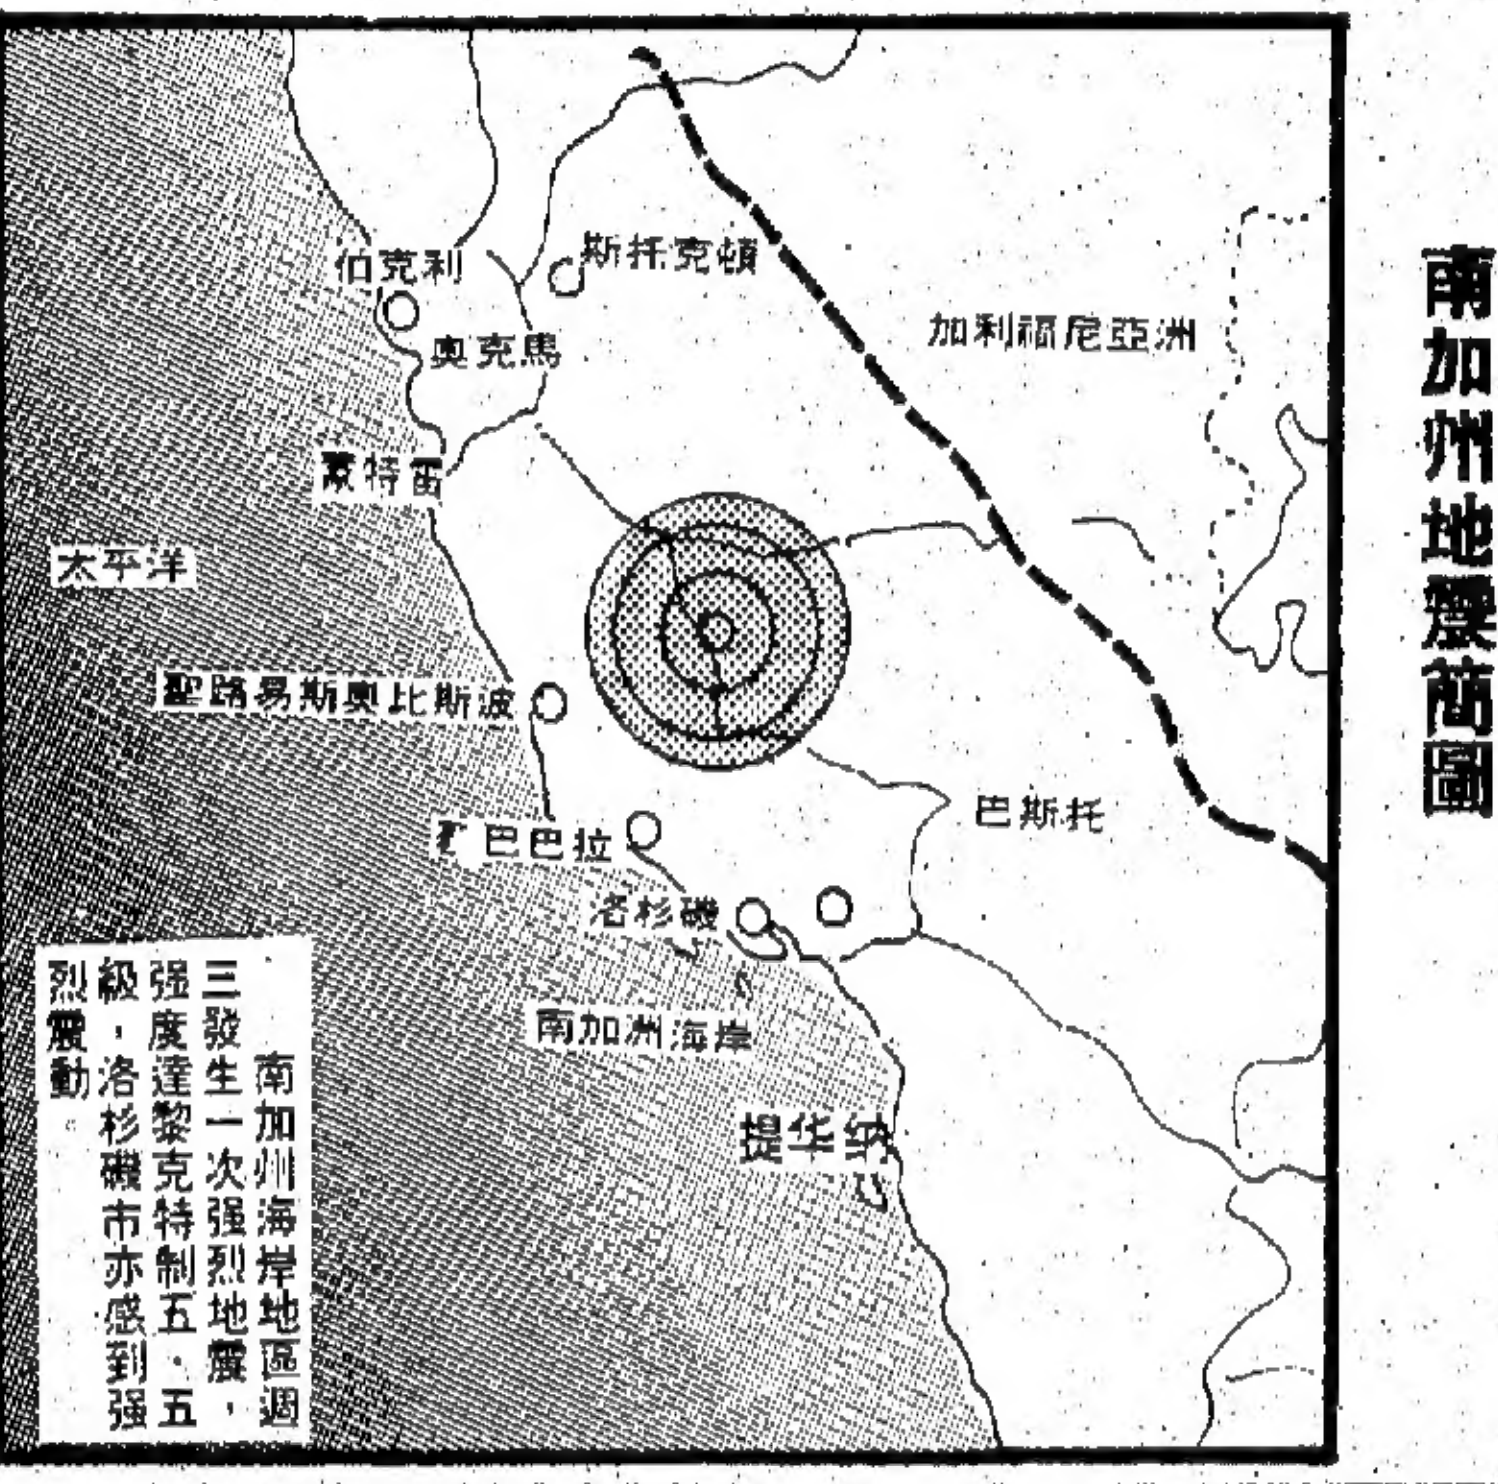 南加州地震簡圖
伯克利
斯托克頓
奧克馬
加利福尼亞洲
蒙特雷
太平洋
聖路易斯奧比斯波
巴斯托
巴巴拉
洛杉磯
南加洲海岸
提华纳
南加州海岸地區週
三發生一次强烈地震，
强度達黎克特制五．五
級，洛杉磯市亦感到强
烈震動。